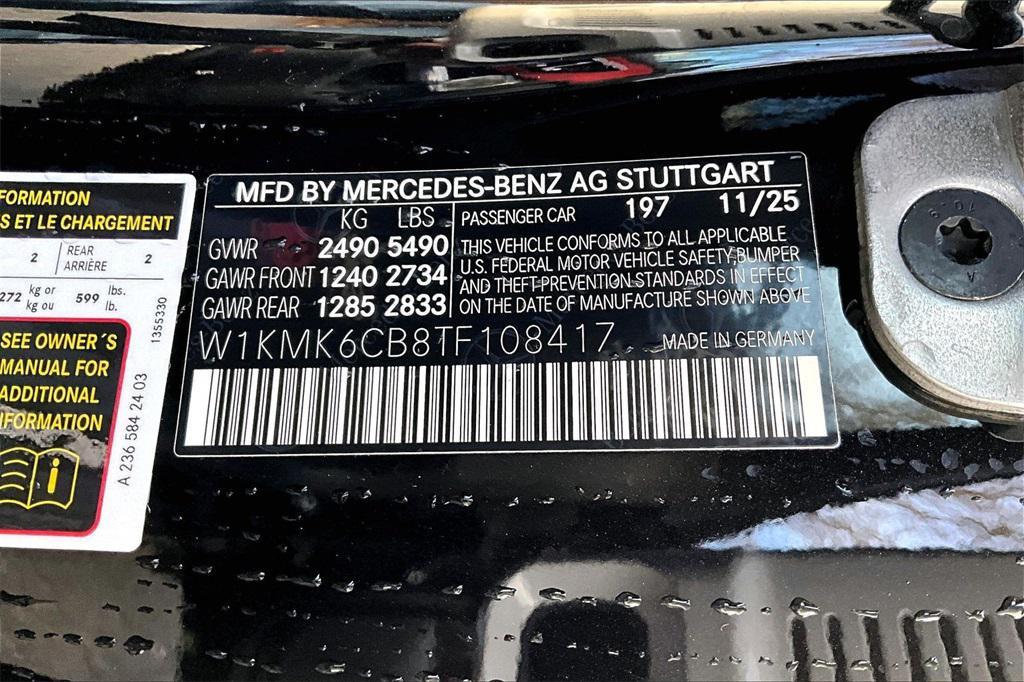 FORMATION
S ET LE CHARGEMENT
2 REAR ARRIÈRE 2
272 kg or kg ou 599 lbs. lb.
SEE OWNER´S
MANUAL FOR
ADDITIONAL
INFORMATION
i
1355330
A 236 584 24 03
MFD BY MERCEDES-BENZ AG STUTTGART
KG LBS
GVWR 2490 5490
GAWR FRONT 1240 2734
GAWR REAR 1285 2833
PASSENGER CAR 197 11/25
THIS VEHICLE CONFORMS TO ALL APPLICABLE
U.S. FEDERAL MOTOR VEHICLE SAFETY,BUMPER
AND THEFT-PREVENTION STANDARDS IN EFFECT
ON THE DATE OF MANUFACTURE SHOWN ABOVE
W1KMK6CB8TF108417 MADE IN GERMANY
A